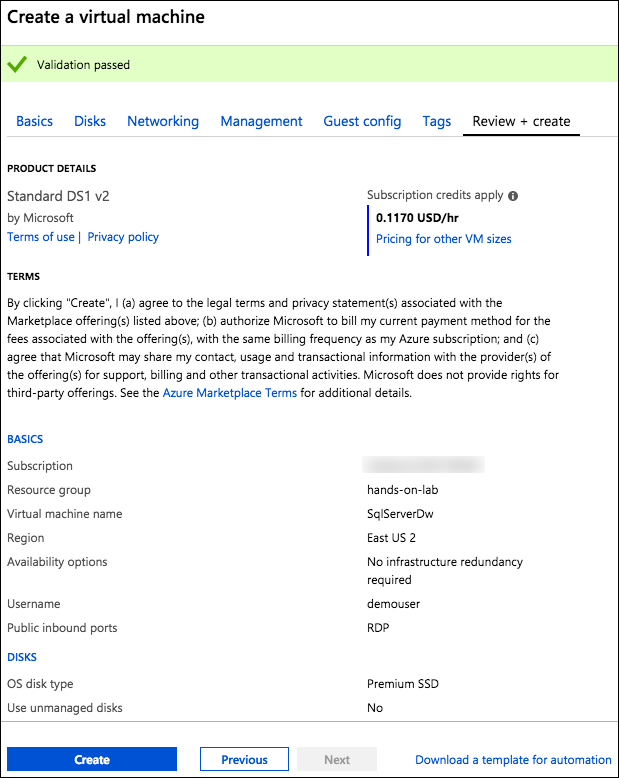 Create a virtual machine
Validation passed
Basics Disks Networking Management Guest config Tags Review + create
PRODUCT DETAILS
Standard DS1 v2
by Microsoft
Terms of use | Privacy policy
Subscription credits apply
0.1170 USD/hr
Pricing for other VM sizes
TERMS
By clicking "Create", I (a) agree to the legal terms and privacy statement(s) associated with the
Marketplace offering(s) listed above; (b) authorize Microsoft to bill my current payment method for the
fees associated with the offering(s), with the same billing frequency as my Azure subscription; and (c)
agree that Microsoft may share my contact, usage and transactional information with the provider(s) of
the offering(s) for support, billing and other transactional activities. Microsoft does not provide rights for
third-party offerings. See the Azure Marketplace Terms for additional details.
BASICS
Subscription
Resource group hands-on-lab
Virtual machine name SqlServerDw
Region East US 2
Availability options No infrastructure redundancy
required
Username demouser
Public inbound ports RDP
DISKS
OS disk type Premium SSD
Use unmanaged disks No
Create Previous Next Download a template for automation